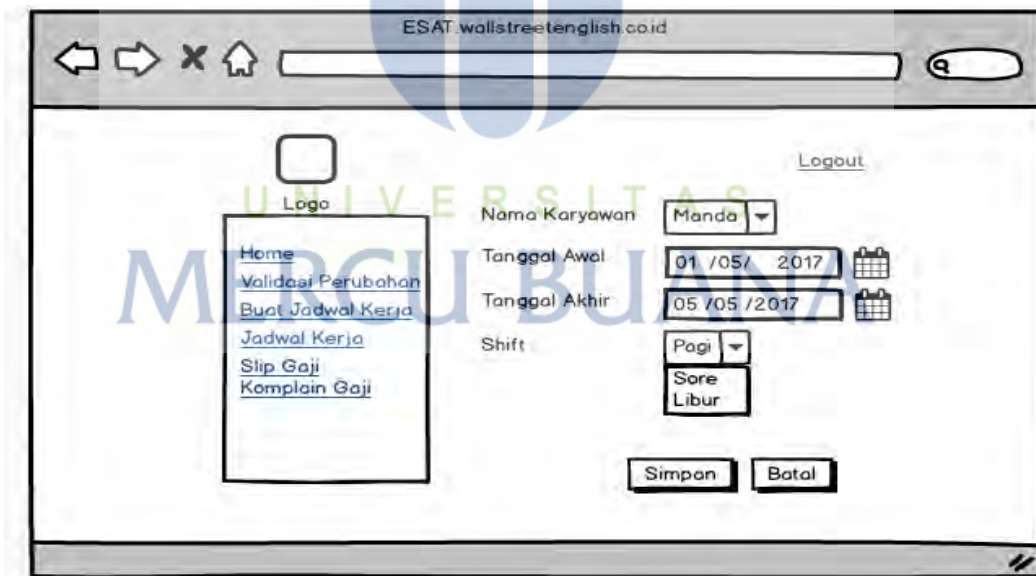 ESAT.wallstreetenglish.co.id
Logout
Logo
UNIVERSITAS
MERCU BUANA
Home
Validasi Perubahan
Buat Jadwal Kerja
Jadwal Kerja
Slip Gaji
Komplain Gaji
Nama Karyawan Manda
Tanggal Awal 01 /05/ 2017
Tanggal Akhir 05 /05 /2017
Shift Pagi
Sore
Libur
Simpan Batal